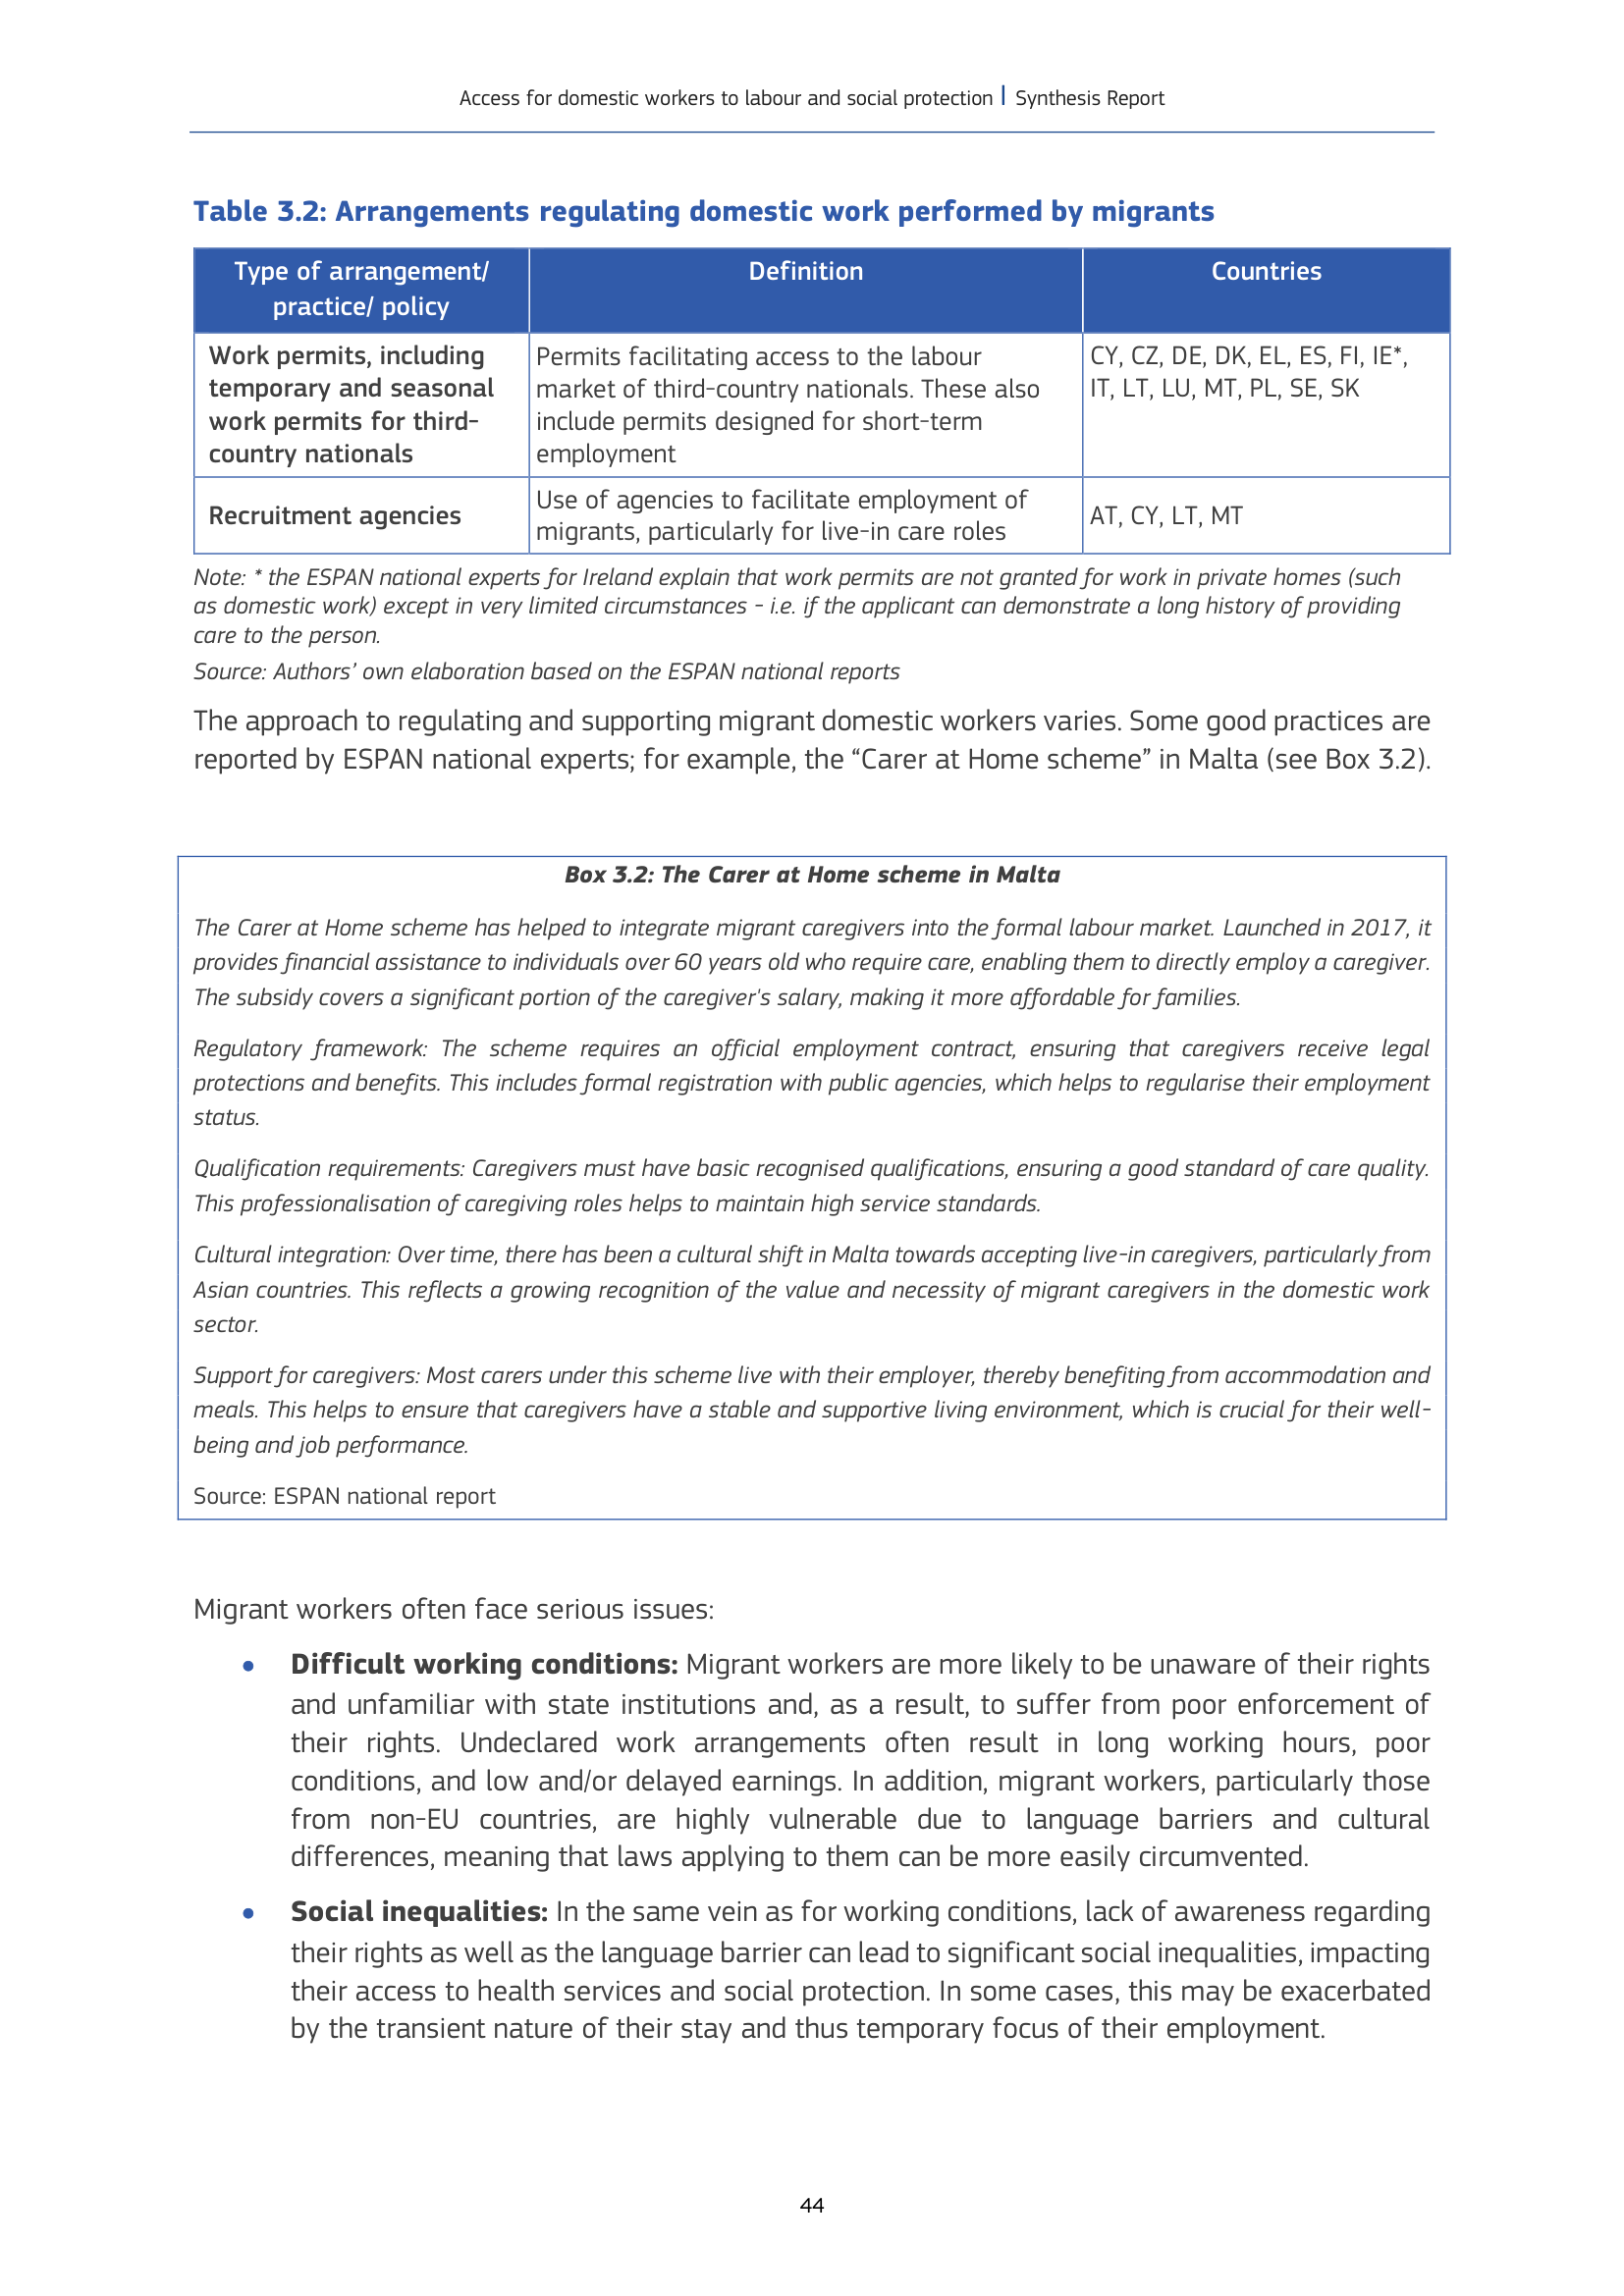 Access for domestic workers to labour and social protection | Synthesis Report
Table 3.2: Arrangements regulating domestic work performed by migrants
Type of arrangement/
practice/ policy
Definition
Countries
Work permits, including
temporary and seasonal
work permits for third-
country nationals
Permits facilitating access to the labour
market of third-country nationals. These also
include permits designed for short-term
employment
CY, CZ, DE, DK, EL, ES, FI, IE*,
IT, LT, LU, MT, PL, SE, SK
Recruitment agencies
Use of agencies to facilitate employment of
migrants, particularly for live-in care roles
AT, CY, LT, MT
Note: * the ESPAN national experts for Ireland explain that work permits are not granted for work in private homes (such
as domestic work) except in very limited circumstances - i.e. if the applicant can demonstrate a long history of providing
care to the person.
Source: Authors’ own elaboration based on the ESPAN national reports
The approach to regulating and supporting migrant domestic workers varies. Some good practices are
reported by ESPAN national experts; for example, the “Carer at Home scheme” in Malta (see Box 3.2).
Box 3.2: The Carer at Home scheme in Malta
The Carer at Home scheme has helped to integrate migrant caregivers into the formal labour market. Launched in 2017, it
provides financial assistance to individuals over 60 years old who require care, enabling them to directly employ a caregiver.
The subsidy covers a significant portion of the caregiver's salary, making it more affordable for families.
Regulatory framework: The scheme requires an official employment contract, ensuring that caregivers receive legal
protections and benefits. This includes formal registration with public agencies, which helps to regularise their employment
status.
Qualification requirements: Caregivers must have basic recognised qualifications, ensuring a good standard of care quality.
This professionalisation of caregiving roles helps to maintain high service standards.
Cultural integration: Over time, there has been a cultural shift in Malta towards accepting live-in caregivers, particularly from
Asian countries. This reflects a growing recognition of the value and necessity of migrant caregivers in the domestic work
sector.
Support for caregivers: Most carers under this scheme live with their employer, thereby benefiting from accommodation and
meals. This helps to ensure that caregivers have a stable and supportive living environment, which is crucial for their well-
being and job performance.
Source: ESPAN national report
Migrant workers often face serious issues:
• Difficult working conditions: Migrant workers are more likely to be unaware of their rights
and unfamiliar with state institutions and, as a result, to suffer from poor enforcement of
their rights. Undeclared work arrangements often result in long working hours, poor
conditions, and low and/or delayed earnings. In addition, migrant workers, particularly those
from non-EU countries, are highly vulnerable due to language barriers and cultural
differences, meaning that laws applying to them can be more easily circumvented.
• Social inequalities: In the same vein as for working conditions, lack of awareness regarding
their rights as well as the language barrier can lead to significant social inequalities, impacting
their access to health services and social protection. In some cases, this may be exacerbated
by the transient nature of their stay and thus temporary focus of their employment.
44